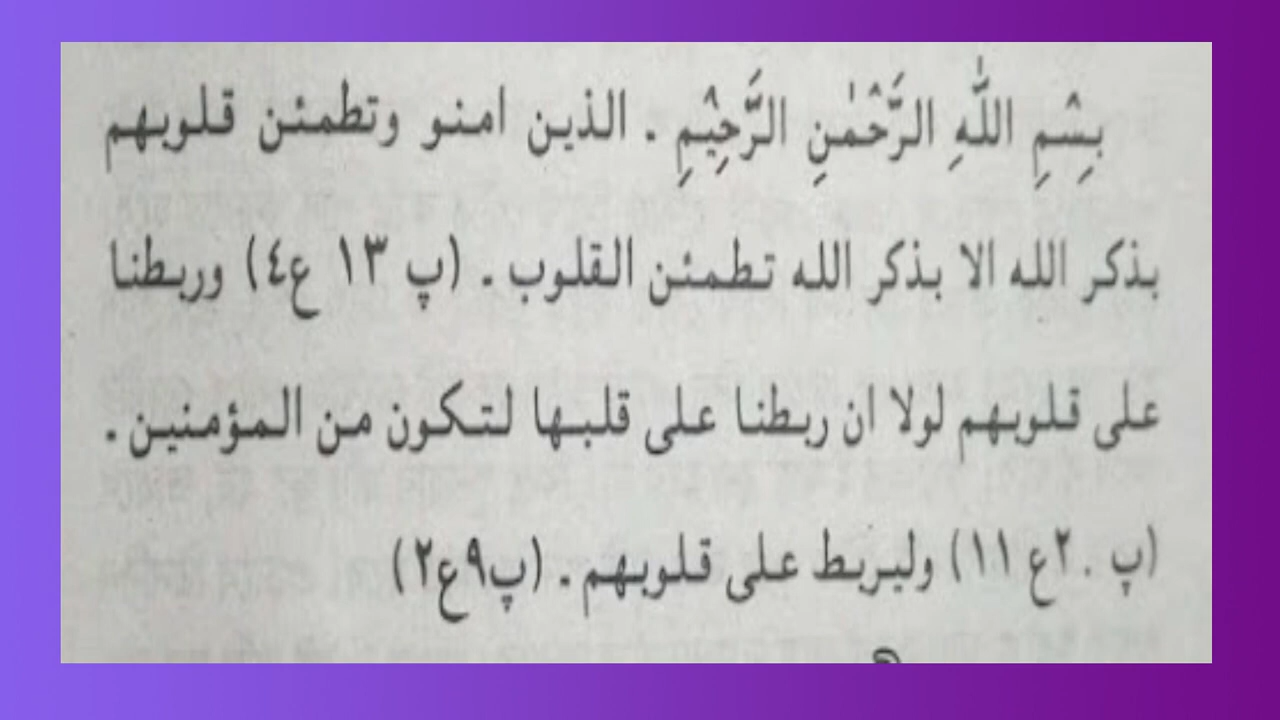 بِسْمِ اللّٰهِ الرَّحْمٰنِ الرَّحِيْمِ . الذين امنو وتطمئن قلوبهم
بذكر الله الا بذكر الله تطمئن القلوب . (پ ١٣ ع٤) وربطنا
على قلوبهم لولا ان ربطنا على قلبها لتكون من المؤمنين .
(پ ٢٠ع ١١) وليربط على قلوبهم . (پ٩ع٢)